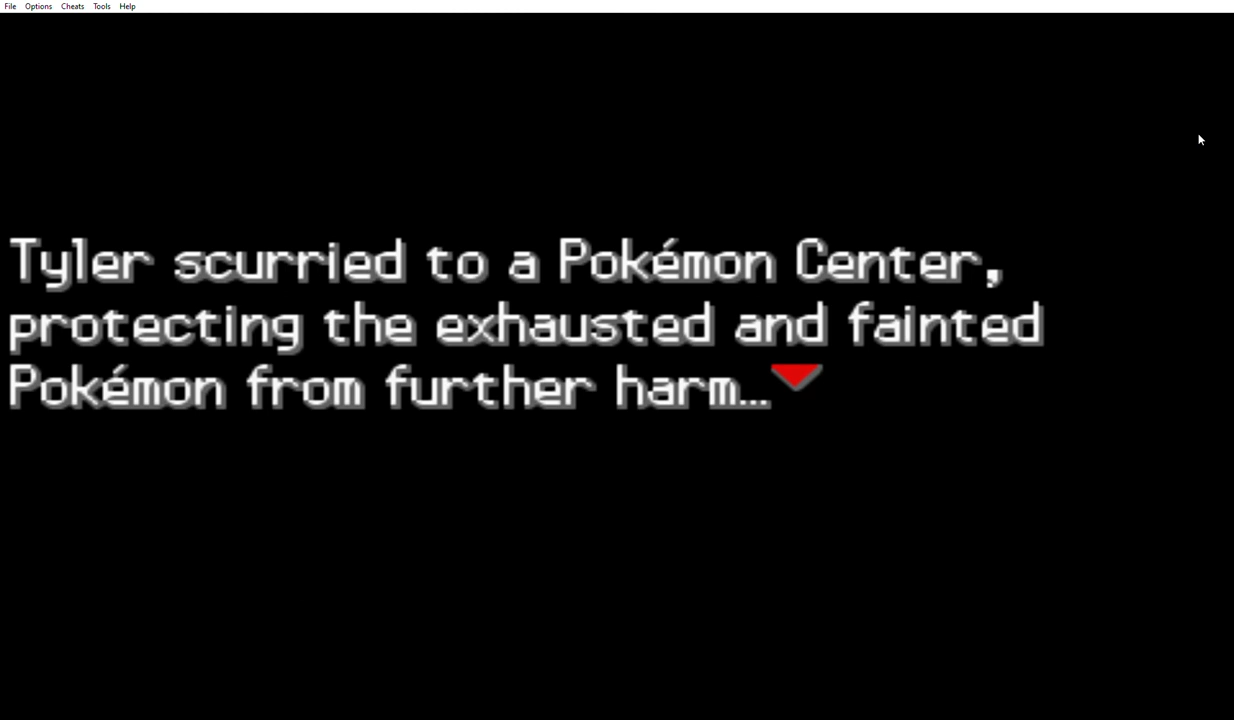 File Options Cheats Tools Help
Tyler scurried to a Pokémon Center,
protecting the exhausted and fainted
Pokémon from further harm…